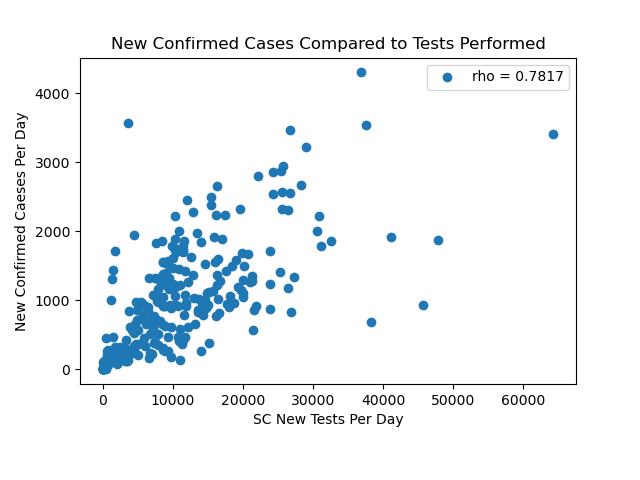 New Confirmed Cases Compared to Tests Performed
rho = 0.7817
4000
3000
2000
1000
0
New Confirmed Caeses Per Day
0 10000 20000 30000 40000 50000 60000
SC New Tests Per Day